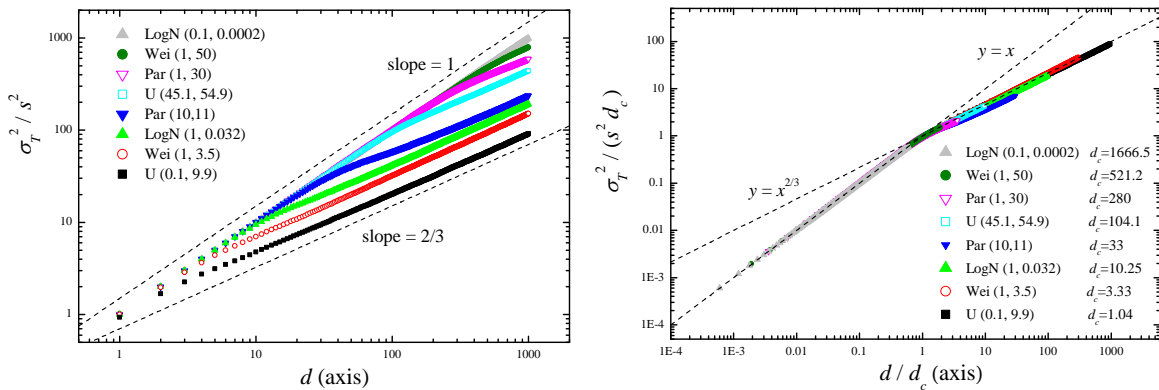 1000
100
10
1
σ_T² / s²
LogN (0.1, 0.0002)
Wei (1, 50)
Par (1, 30)
U (45.1, 54.9)
Par (10,11)
LogN (1, 0.032)
Wei (1, 3.5)
U (0.1, 9.9)
slope = 1
slope = 2/3
1 10 100 1000
d (axis)
100
10
1
0.1
0.01
1E-3
1E-4
σ_T² / (s² d_c)
y = x
y = x^{2/3}
LogN (0.1, 0.0002) d_c=1666.5
Wei (1, 50) d_c=521.2
Par (1, 30) d_c=280
U (45.1, 54.9) d_c=104.1
Par (10,11) d_c=33
LogN (1, 0.032) d_c=10.25
Wei (1, 3.5) d_c=3.33
U (0.1, 9.9) d_c=1.04
1E-4 1E-3 0.01 0.1 1 10 100 1000
d / d_c (axis)